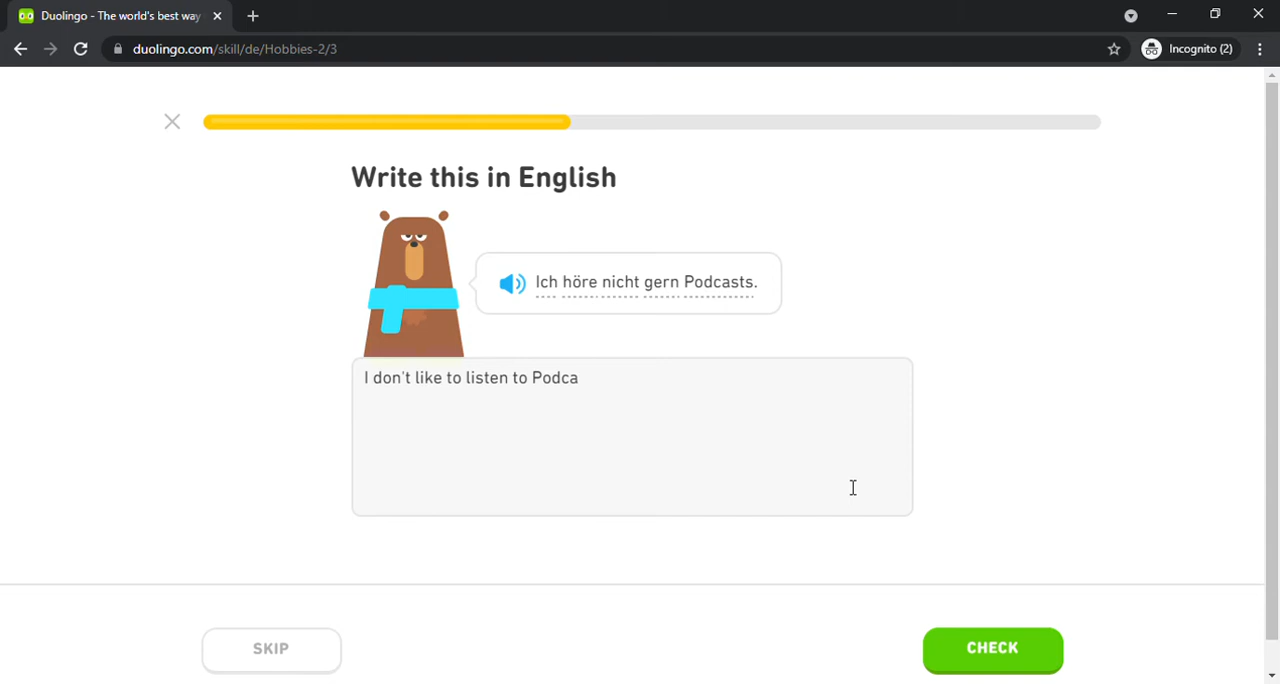 Duolingo - The world's best way
duolingo.com/skill/de/Hobbies-2/3
Incognito (2)
Write this in English
Ich höre nicht gern Podcasts.
I don't like to listen to Podca
SKIP
CHECK